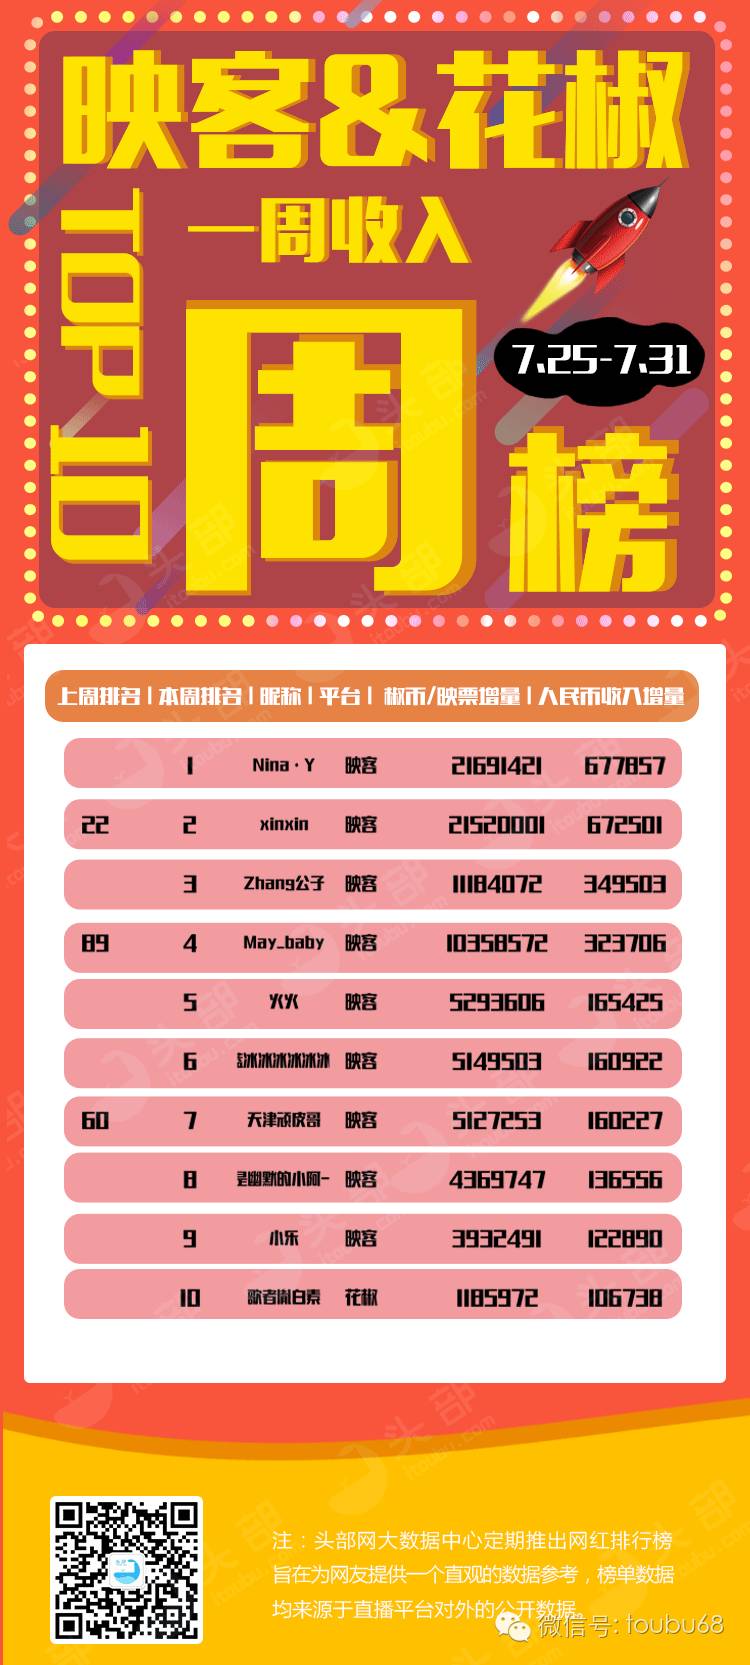 映客&花椒
TOP 10
一周收入
周榜
7.25-7.31
上周排名 | 本周排名 | 昵称 | 平台 | 椒币/映票增量 | 人民币收入增量
1 Nina·Y 映客 21691421 677857
22 2 xinxin 映客 21520001 672501
3 Zhang公子 映客 11184072 349503
89 4 May_baby 映客 10358572 323706
5 火火 映客 5293606 165425
6 冰冰冰冰冰冰 映客 5149503 160922
60 7 天津顽皮哥 映客 5127253 160227
8 幽默的小阿一 映客 4369747 136556
9 小乐 映客 3932491 122890
10 歌者胤白素 花椒 1185972 106738
注：头部网大数据中心定期推出网红排行榜
旨在为网友提供一个直观的数据参考，榜单数据
均来源于直播平台对外的公开数据。
微信号: toubu68
头部
itoubu.com